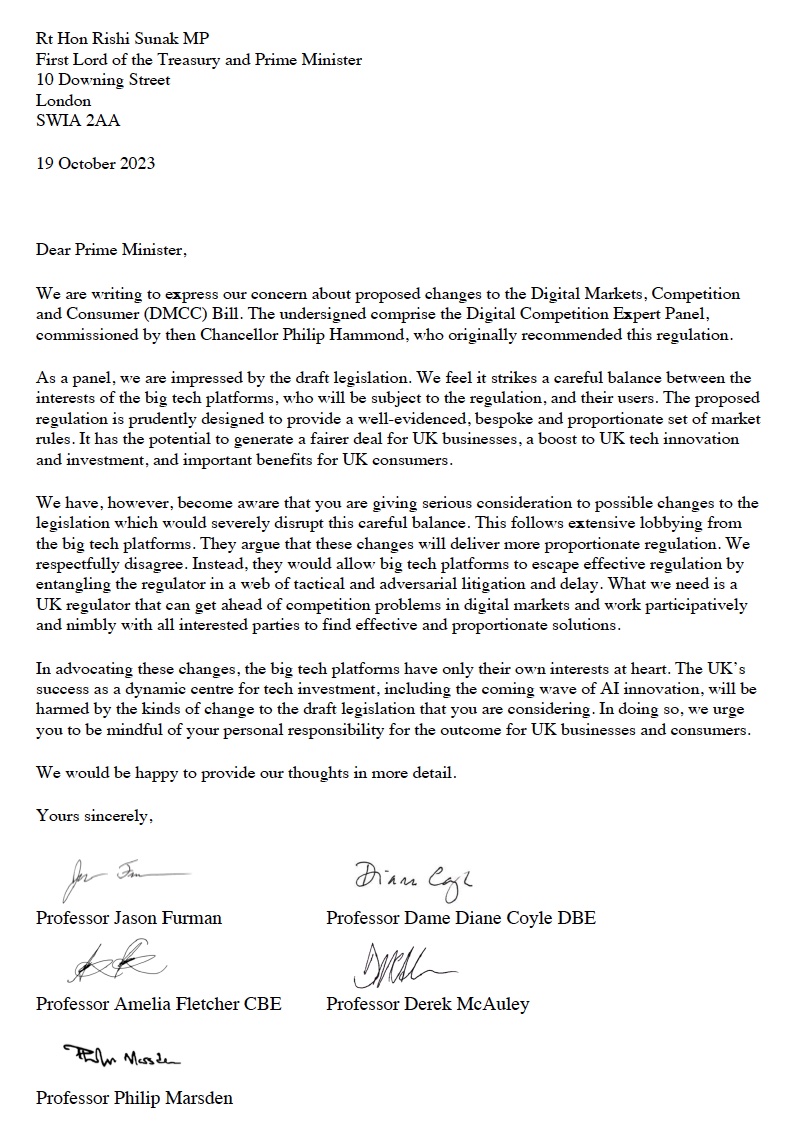 Rt Hon Rishi Sunak MP
First Lord of the Treasury and Prime Minister
10 Downing Street
London
SWIA 2AA
19 October 2023
Dear Prime Minister,
We are writing to express our concern about proposed changes to the Digital Markets, Competition
and Consumer (DMCC) Bill. The undersigned comprise the Digital Competition Expert Panel,
commissioned by then Chancellor Philip Hammond, who originally recommended this regulation.
As a panel, we are impressed by the draft legislation. We feel it strikes a careful balance between the
interests of the big tech platforms, who will be subject to the regulation, and their users. The proposed
regulation is prudently designed to provide a well-evidenced, bespoke and proportionate set of market
rules. It has the potential to generate a fairer deal for UK businesses, a boost to UK tech innovation
and investment, and important benefits for UK consumers.
We have, however, become aware that you are giving serious consideration to possible changes to the
legislation which would severely disrupt this careful balance. This follows extensive lobbying from
the big tech platforms. They argue that these changes will deliver more proportionate regulation. We
respectfully disagree. Instead, they would allow big tech platforms to escape effective regulation by
entangling the regulator in a web of tactical and adversarial litigation and delay. What we need is a
UK regulator that can get ahead of competition problems in digital markets and work participatively
and nimbly with all interested parties to find effective and proportionate solutions.
In advocating these changes, the big tech platforms have only their own interests at heart. The UK's
success as a dynamic centre for tech investment, including the coming wave of AI innovation, will be
harmed by the kinds of change to the draft legislation that you are considering. In doing so, we urge
you to be mindful of your personal responsibility for the outcome for UK businesses and consumers.
We would be happy to provide our thoughts in more detail.
Yours sincerely,
Diane Coyle
Professor Jason Furman
Professor Dame Diane Coyle DBE
Professor Amelia Fletcher CBE
Professor Derek McAuley
Philip Marsden
Professor Philip Marsden